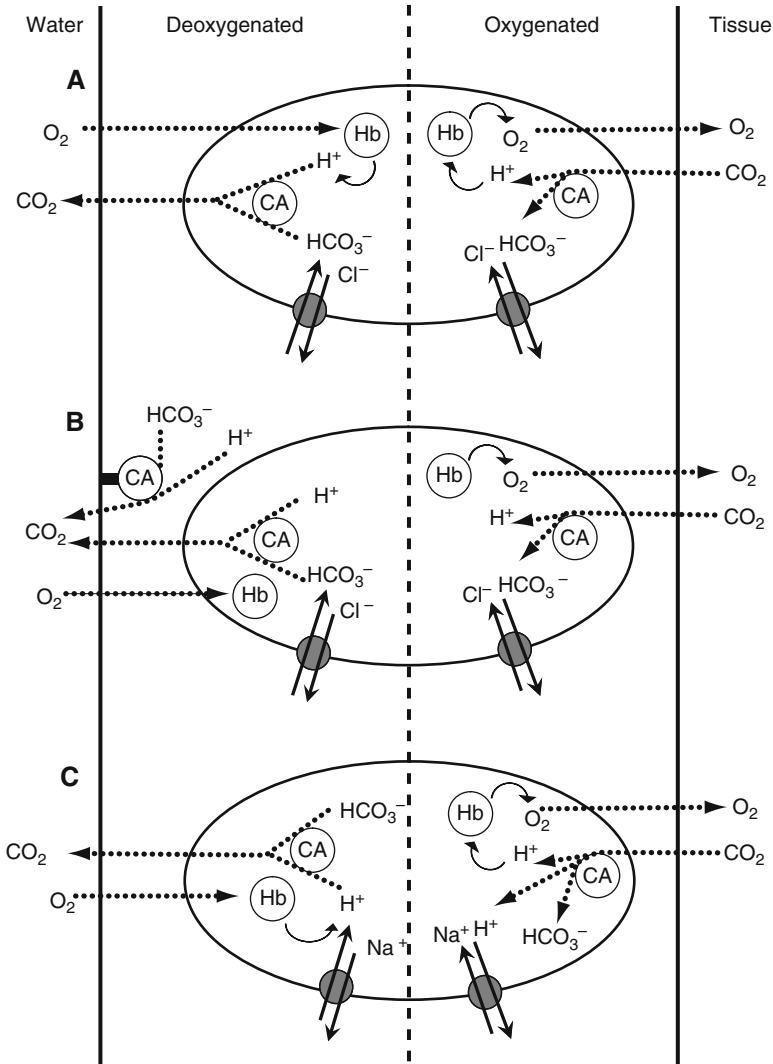 Water Deoxygenated Oxygenated Tissue
A
O₂ Hb Hb O₂ O₂
H⁺ H⁺
CO₂ CA CA CO₂
HCO₃⁻ Cl⁻ HCO₃⁻
Cl⁻
B
HCO₃⁻
H⁺
CA Hb O₂ O₂
H⁺ H⁺ CO₂
CO₂ CA CA
HCO₃⁻ Cl⁻ HCO₃⁻
O₂ Hb Cl⁻
C
HCO₃⁻ Hb O₂ O₂
CO₂ CA H⁺ CO₂
O₂ Hb H⁺ CA
Na⁺ Na⁺ H⁺ HCO₃⁻